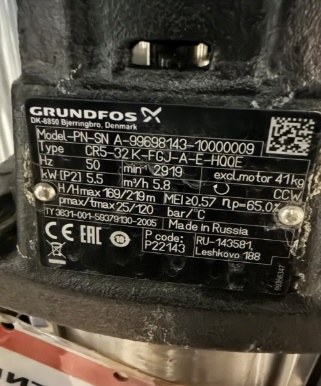 GRUNDFOS
DK-8850 Bjerringbro, Denmark
Model-PN-SN A-99698143-10000009
Type CR5-32 K-FGJ-A-E-HQQE
Hz 50 min⁻¹ 2919 excl.motor 41kg
kW(P2) 5.5 m³/h 5.8 CCW
H/Hmax 169/219 m MEI≥0.57 ηp=65.0%
pmax/tmax 25/120 bar/°C
TY 3631-001-59379130-2005 Made in Russia
CE EAC 10 P code: P22143 RU-143581,
Leshkovo 188